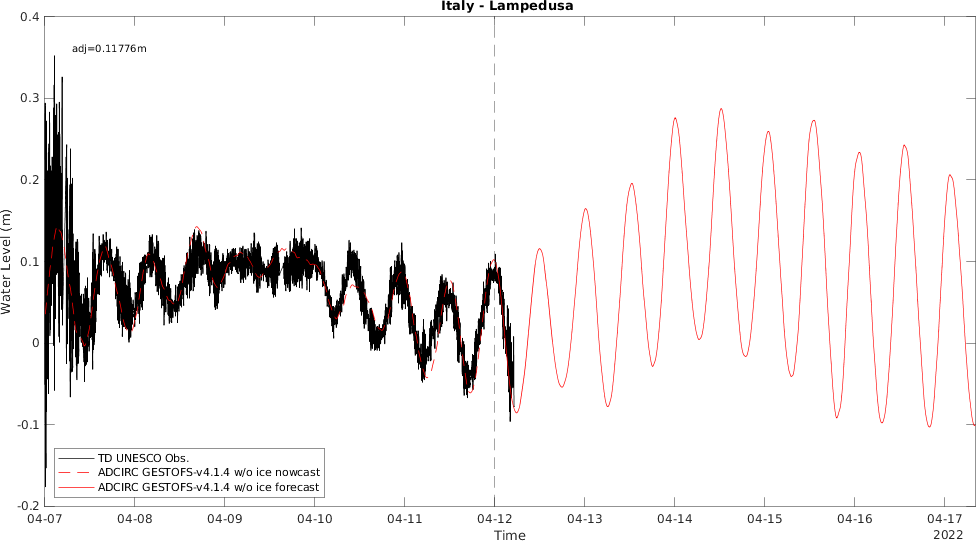 Italy - Lampedusa
adj=0.11776m
Water Level (m)
0.4
0.3
0.2
0.1
0
-0.1
-0.2
TD UNESCO Obs.
ADCIRC GESTOFS-v4.1.4 w/o ice nowcast
ADCIRC GESTOFS-v4.1.4 w/o ice forecast
04-07 04-08 04-09 04-10 04-11 04-12 04-13 04-14 04-15 04-16 04-17
Time
2022